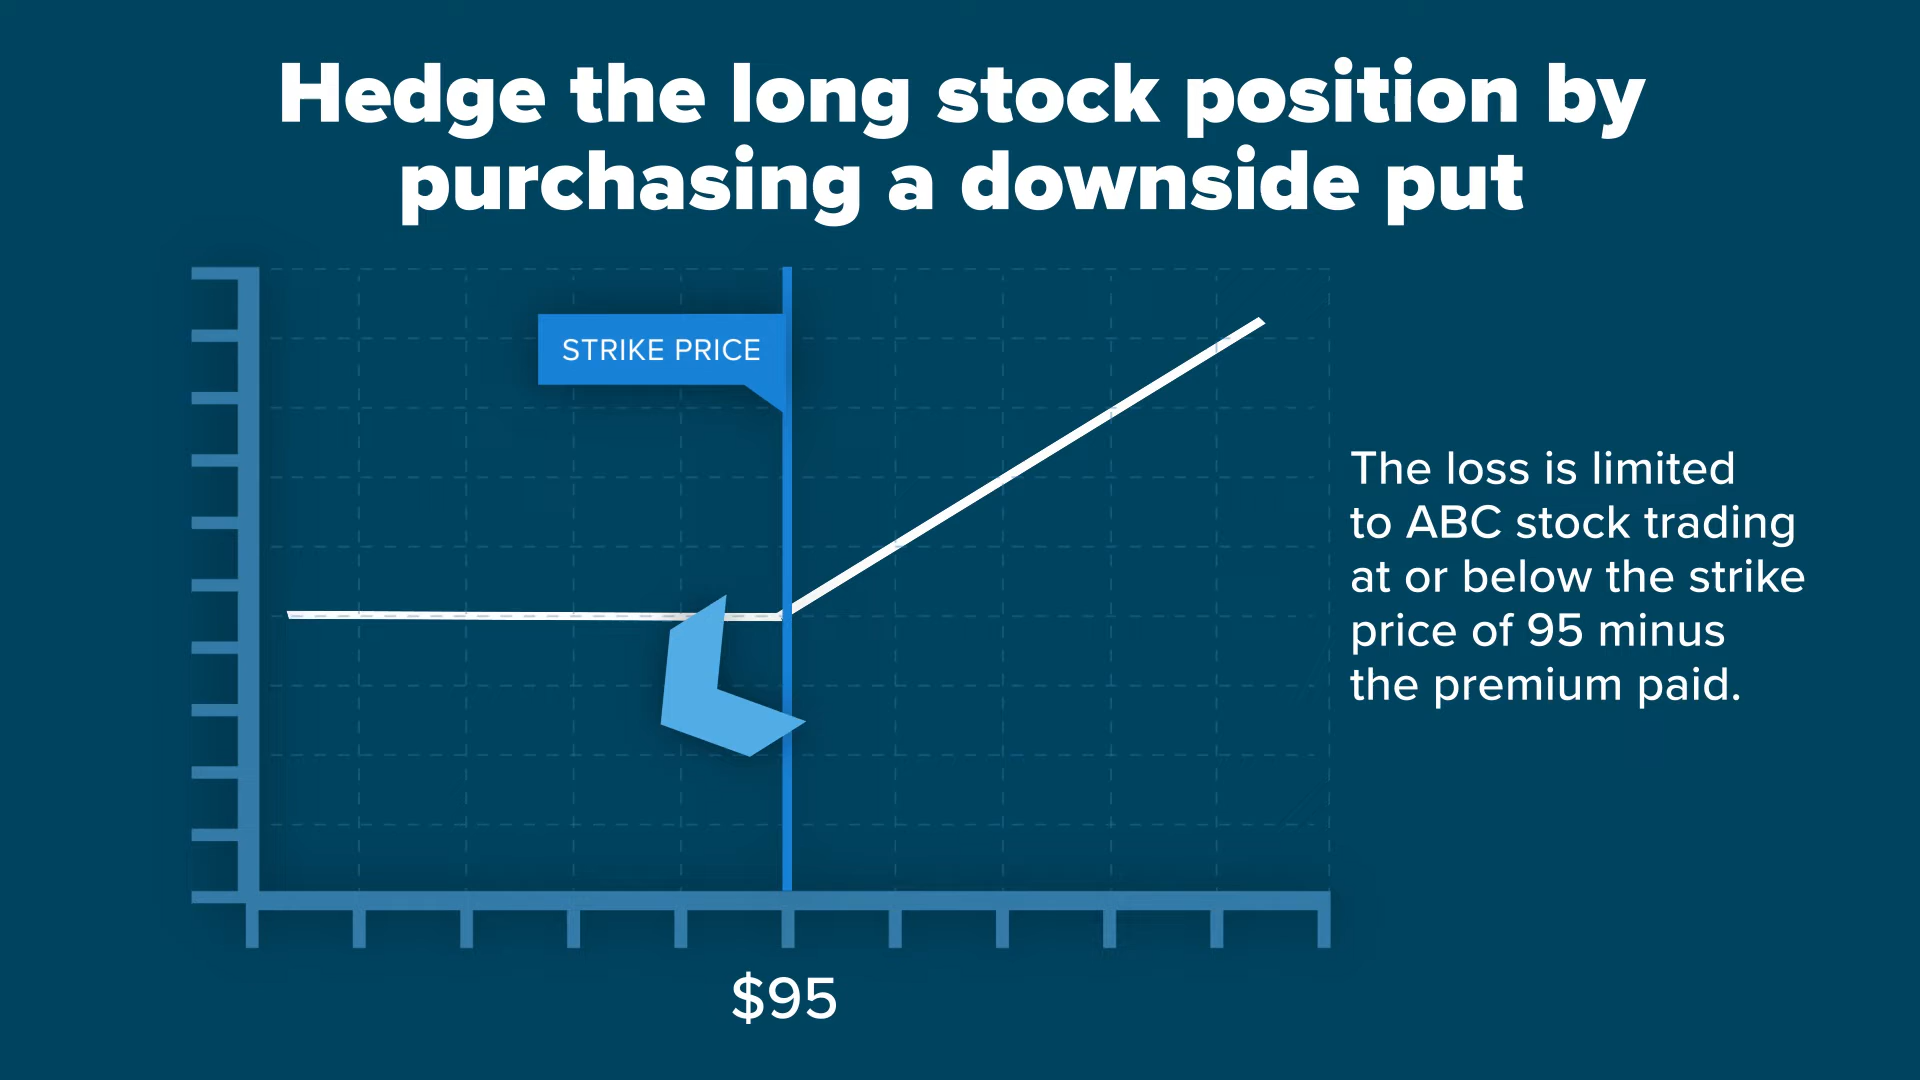 Hedge the long stock position by
purchasing a downside put
STRIKE PRICE
The loss is limited
to ABC stock trading
at or below the strike
price of 95 minus
the premium paid.
$95